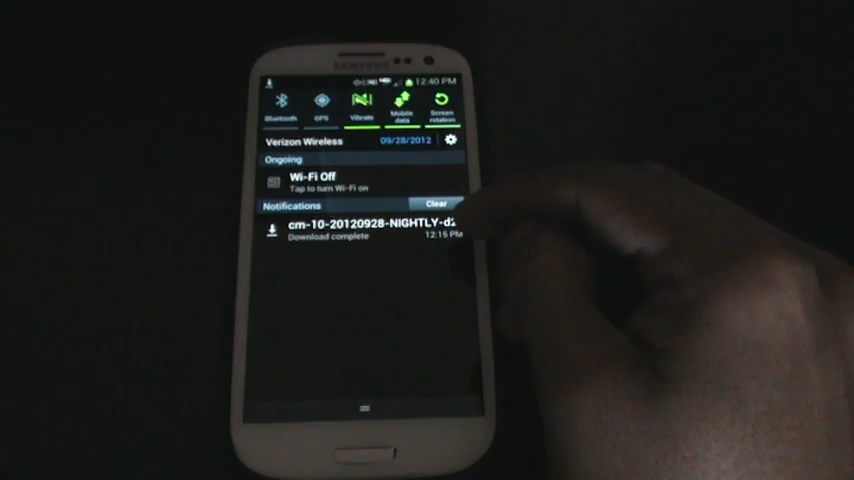 SAMSUNG
12:40 PM
Bluetooth
GPS
Vibrate
Mobile data
Screen rotation
Verizon Wireless 09/28/2012
Ongoing
Wi-Fi Off
Tap to turn Wi-Fi on
Notifications Clear
cm-10-20120928-NIGHTLY-d2
Download complete 12:15 PM